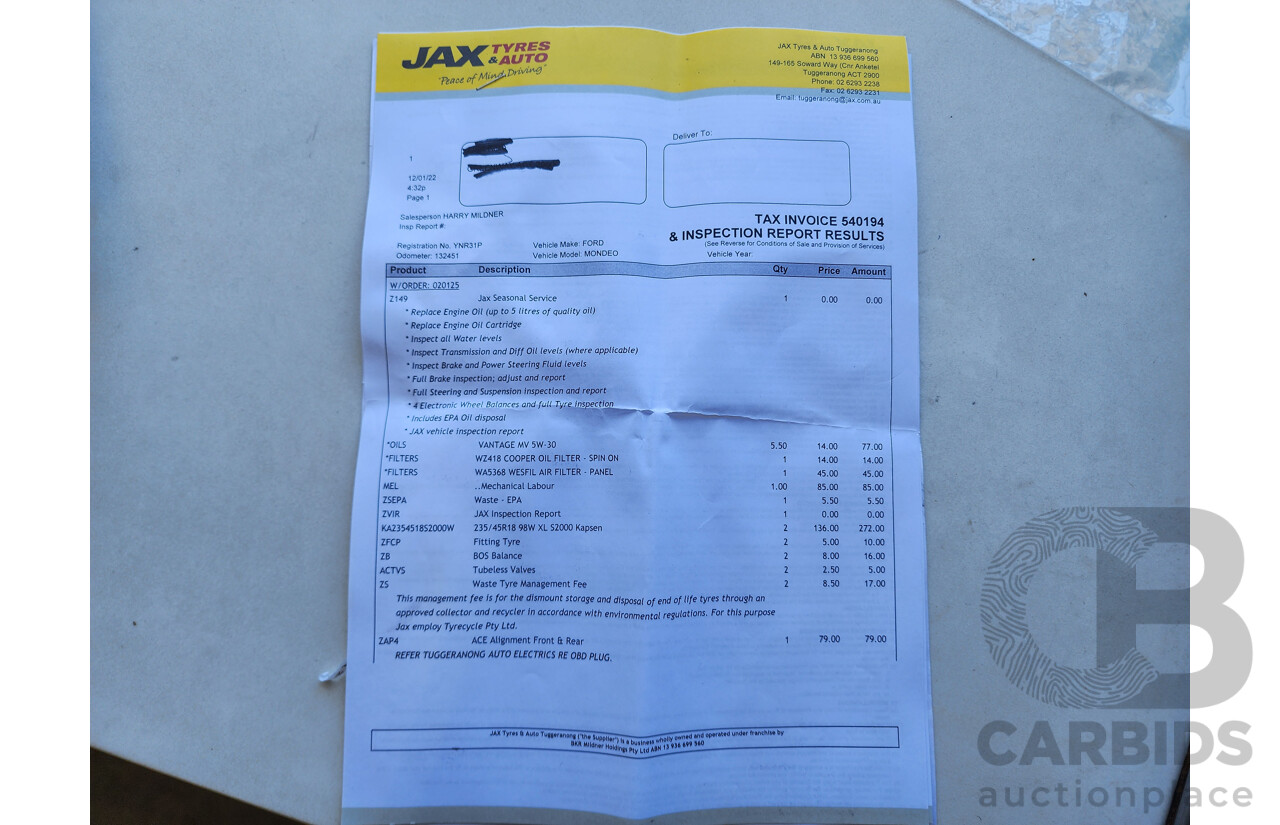 JAX TYRES & AUTO
"Peace of Mind Driving"
JAX Tyres & Auto Tuggeranong
ABN 13 936 699 560
149-165 Soward Way (Cnr Anketel
Tuggeranong ACT 2900
Phone: 02 6293 2238
Fax: 02 6293 2231
Email: tuggeranong@jax.com.au
Deliver To:
1
12/01/22
4:32p
Page 1
Salesperson HARRY MILDNER
Insp Report #:
TAX INVOICE 540194
& INSPECTION REPORT RESULTS
(See Reverse for Conditions of Sale and Provision of Services)
Registration No. YNR31P Vehicle Make: FORD
Odometer: 132451 Vehicle Model: MONDEO Vehicle Year:
Product Description Qty Price Amount
W/ORDER: 020125
Z149 Jax Seasonal Service 1 0.00 0.00
* Replace Engine Oil (up to 5 litres of quality oil)
* Replace Engine Oil Cartridge
* Inspect all Water levels
* Inspect Transmission and Diff Oil levels (where applicable)
* Inspect Brake and Power Steering Fluid levels
* Full Brake inspection; adjust and report
* Full Steering and Suspension inspection and report
* 4 Electronic Wheel Balances and full Tyre Inspection
* Includes EPA Oil disposal
* JAX vehicle inspection report
*OILS VANTAGE MV 5W-30 5.50 14.00 77.00
*FILTERS WZ418 COOPER OIL FILTER - SPIN ON 1 14.00 14.00
*FILTERS WA5368 WESFIL AIR FILTER - PANEL 1 45.00 45.00
MEL ..Mechanical Labour 1.00 85.00 85.00
ZSEPA Waste - EPA 1 5.50 5.50
ZVIR JAX Inspection Report 1 0.00 0.00
KA2354518S2000W 235/45R18 98W XL S2000 Kapsen 2 136.00 272.00
ZFCP Fitting Tyre 2 5.00 10.00
ZB BOS Balance 2 8.00 16.00
ACTVS Tubeless Valves 2 2.50 5.00
ZS Waste Tyre Management Fee 2 8.50 17.00
This management fee is for the dismount storage and disposal of end of life tyres through an
approved collector and recycler in accordance with environmental regulations. For this purpose
Jax employ Tyrecycle Pty Ltd.
ZAP4 ACE Alignment Front & Rear 1 79.00 79.00
REFER TUGGERANONG AUTO ELECTRICS RE OBD PLUG.
JAX Tyres & Auto Tuggeranong ("the Supplier") is a business wholly owned and operated under franchise by
BKR Mildner Holdings Pty Ltd ABN 13 936 699 560
CB
CARBIDS
auctionplace